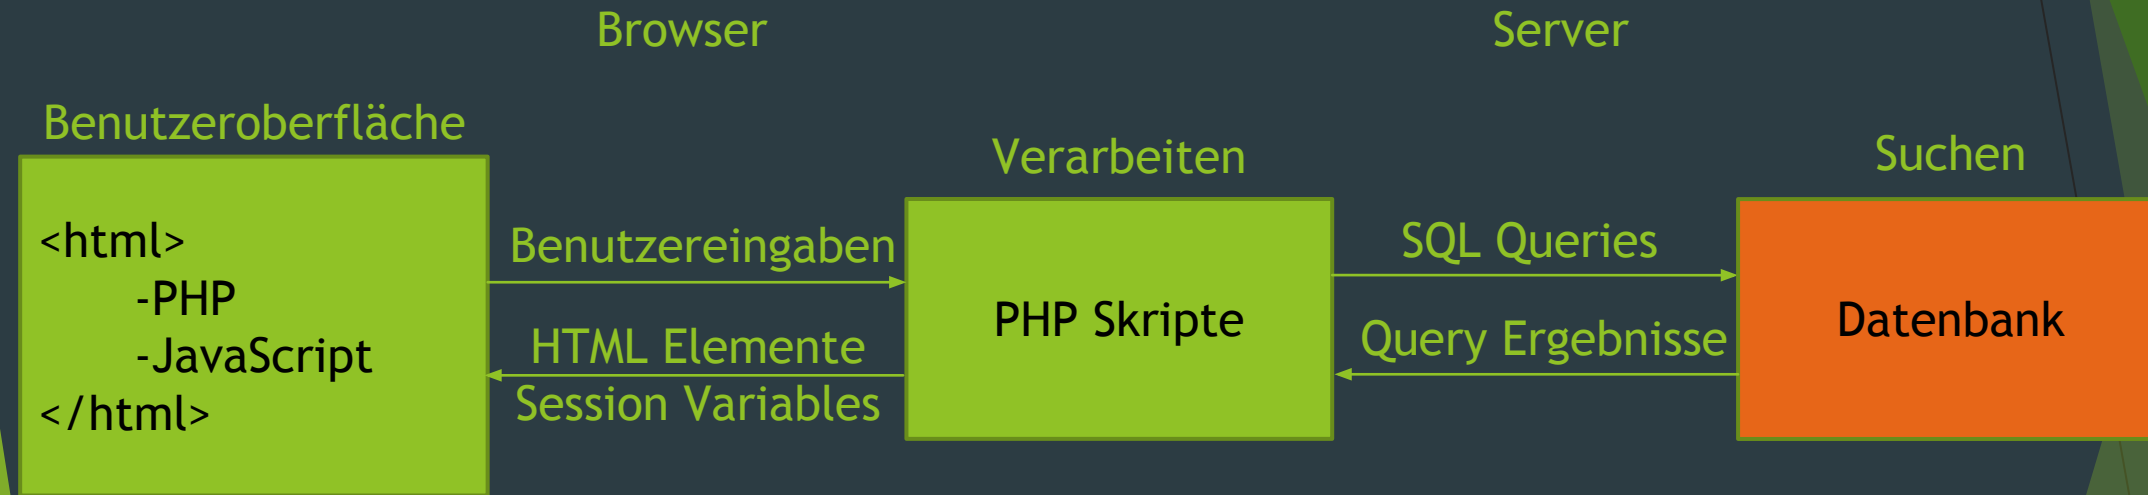 Browser
Server
Benutzeroberfläche
Verarbeiten
Suchen
<html>
-PHP
-JavaScript
</html>
Benutzereingaben
HTML Elemente
Session Variables
PHP Skripte
SQL Queries
Query Ergebnisse
Datenbank